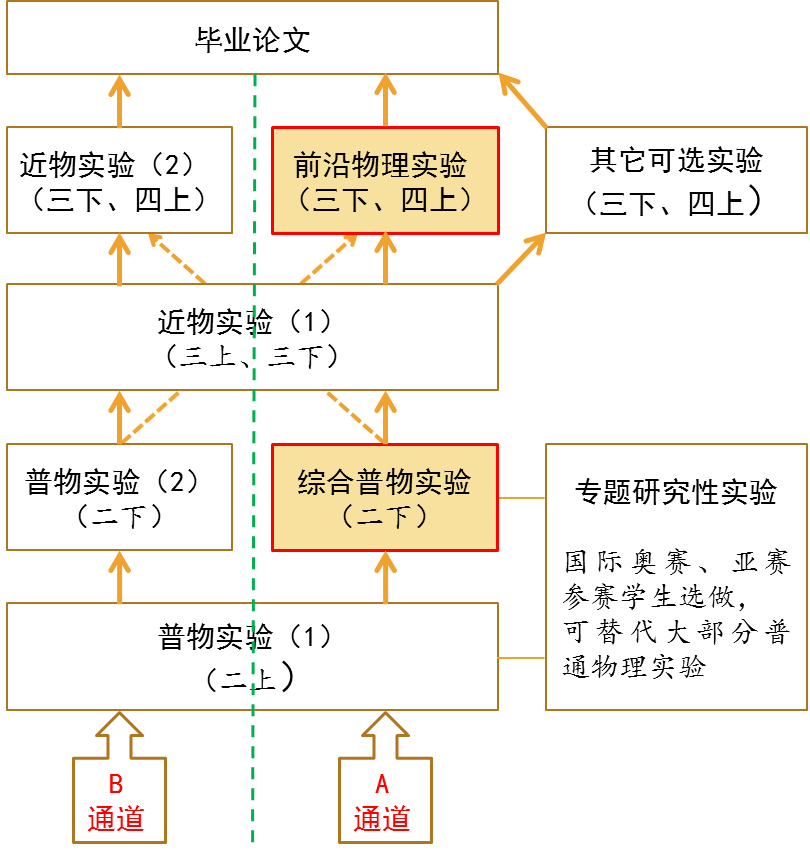 毕业论文
近物实验（2）
（三下、四上）
前沿物理实验
（三下、四上）
其它可选实验
（三下、四上）
近物实验（1）
（三上、三下）
普物实验（2）
（二下）
综合普物实验
（二下）
专题研究性实验
国际奥赛、亚赛
参赛学生选做，
可替代大部分普
通物理实验
普物实验（1）
（二上）
B
通道
A
通道